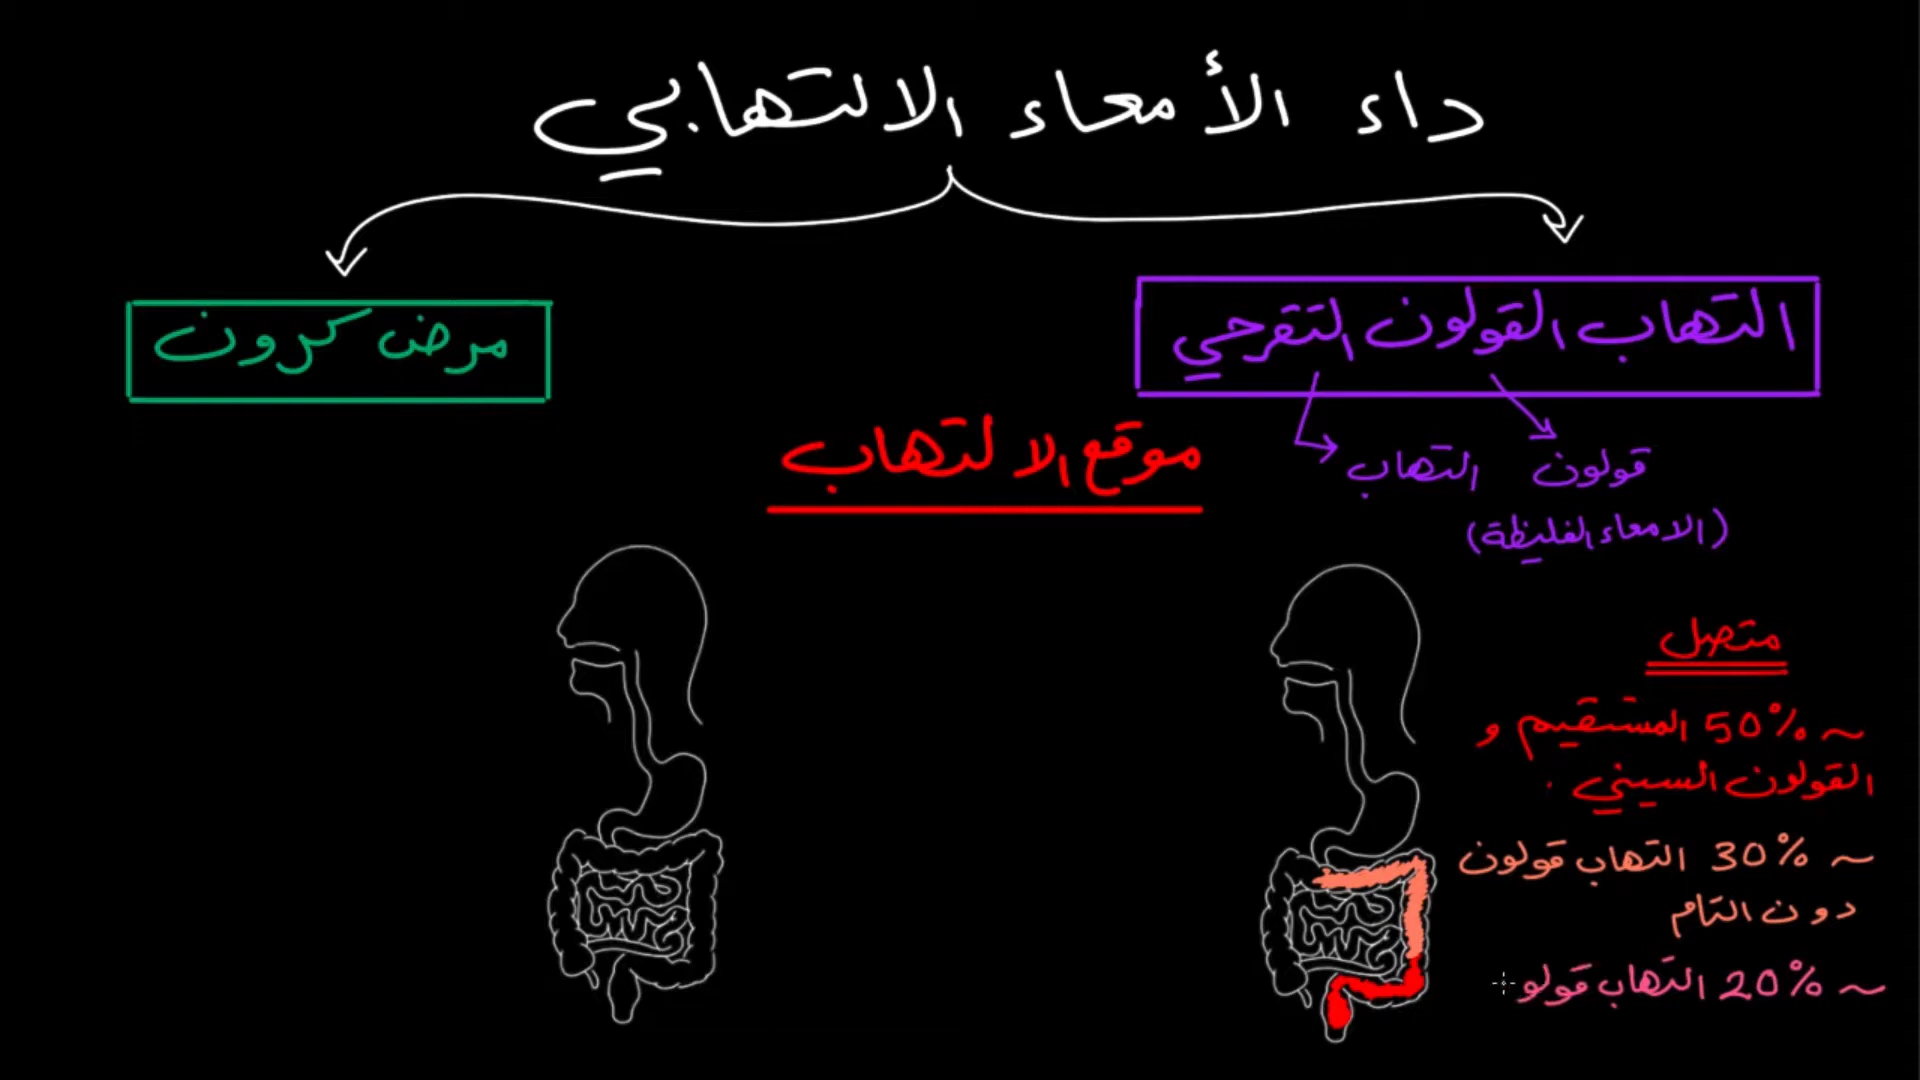 داء الأمعاء الالتهابي
التهاب القولون التقرحي
مرض كرون
موقع الالتهاب
قولون التهاب
(الامعاء الغليظة)
متصل
~ 50% المستقيم و
القولون السيني .
~ 30% التهاب قولون
دون التام
~ 20% التهاب قولو